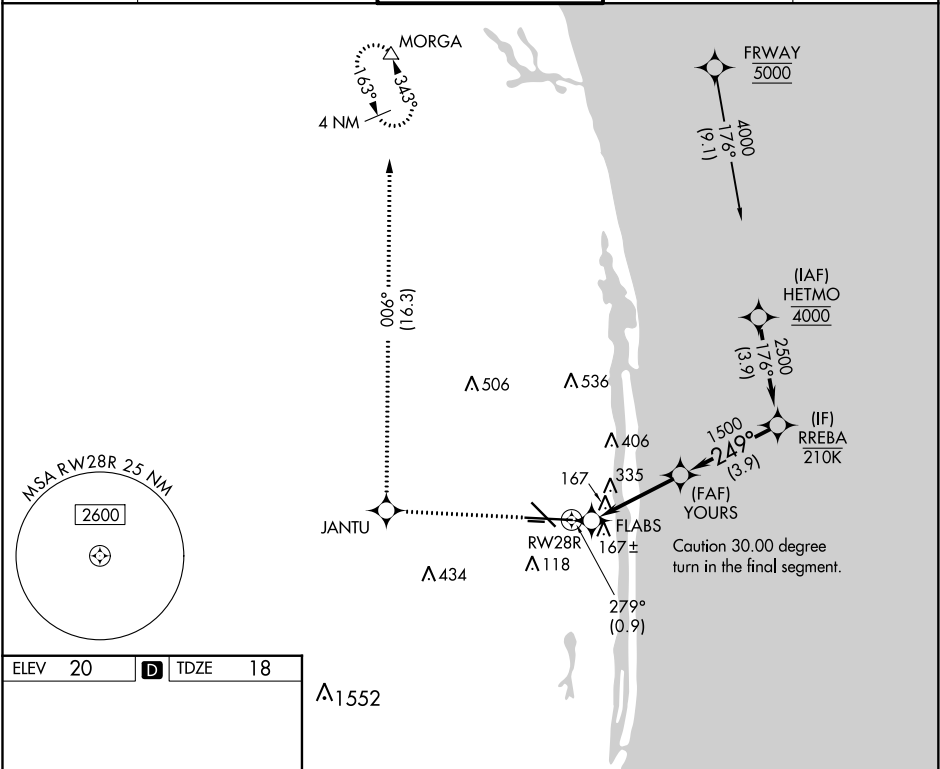 MORGA
163°
343°
4 NM
FRWAY
5000
4000
176°
(9.1)
(IAF)
HETMO
4000
2500
176°
(3.9)
006°
(16.3)
506
536
406
335
167
1500
249°
(3.9)
(IF)
RREBA
210K
(FAF)
YOURS
MSA RW28R 25 NM
2600
JANTU
RW28R
FLABS
167±
118
434
Caution 30.00 degree
turn in the final segment.
279°
(0.9)
ELEV 20 D TDZE 18
1552